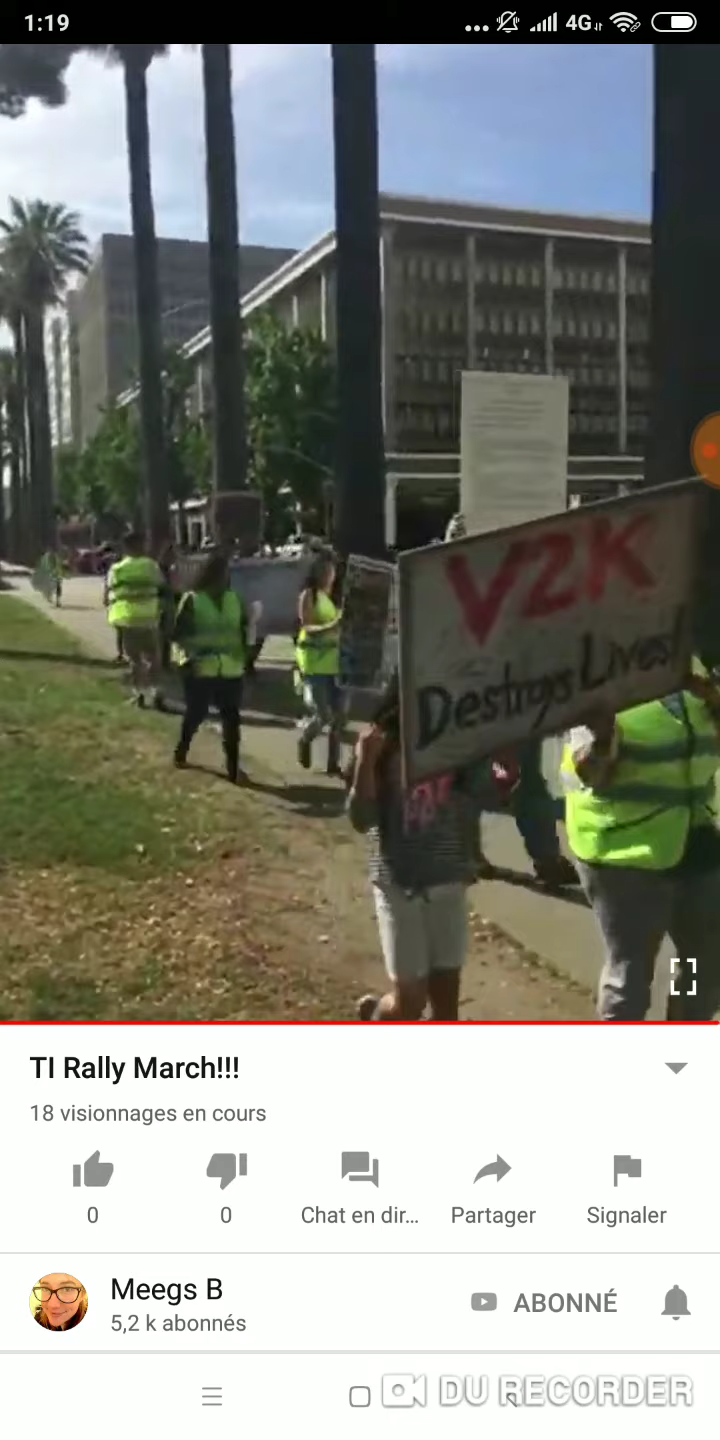 1:19
4G
V2K
Destroys Lives!
TI Rally March!!!
18 visionnages en cours
0
0
Chat en dir...
Partager
Signaler
Meegs B
5,2 k abonnés
ABONNÉ
DU RECORDER